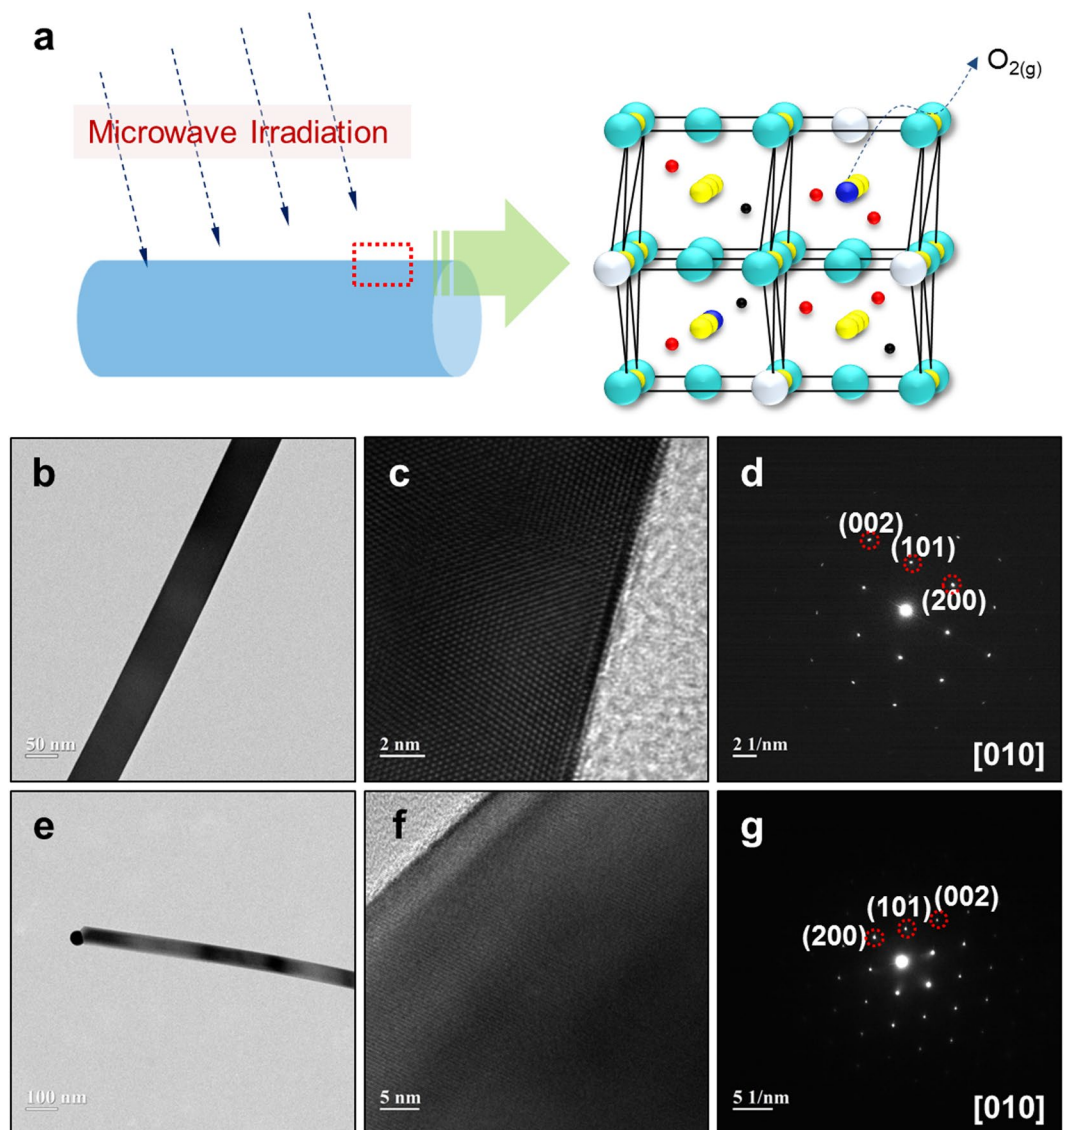 a
O2(g)
Microwave Irradiation
b
50 nm
c
2 nm
d
(002)
(101)
(200)
2 1/nm
[010]
e
100 nm
f
5 nm
g
(002)
(101)
(200)
5 1/nm
[010]